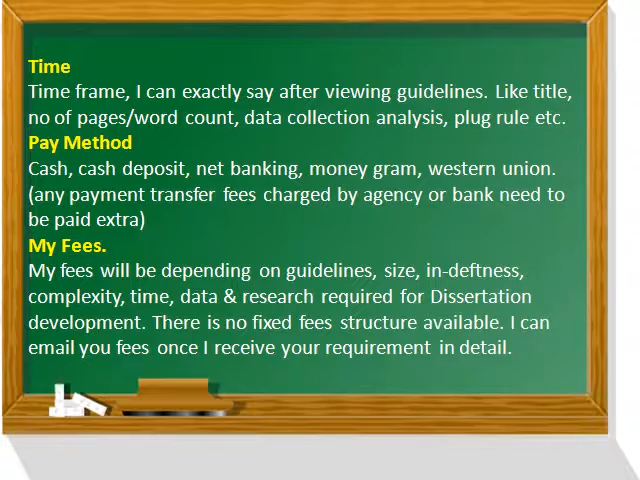 Time
Time frame, I can exactly say after viewing guidelines. Like title,
no of pages/word count, data collection analysis, plug rule etc.
Pay Method
Cash, cash deposit, net banking, money gram, western union.
(any payment transfer fees charged by agency or bank need to
be paid extra)
My Fees.
My fees will be depending on guidelines, size, in-deftness,
complexity, time, data & research required for Dissertation
development. There is no fixed fees structure available. I can
email you fees once I receive your requirement in detail.